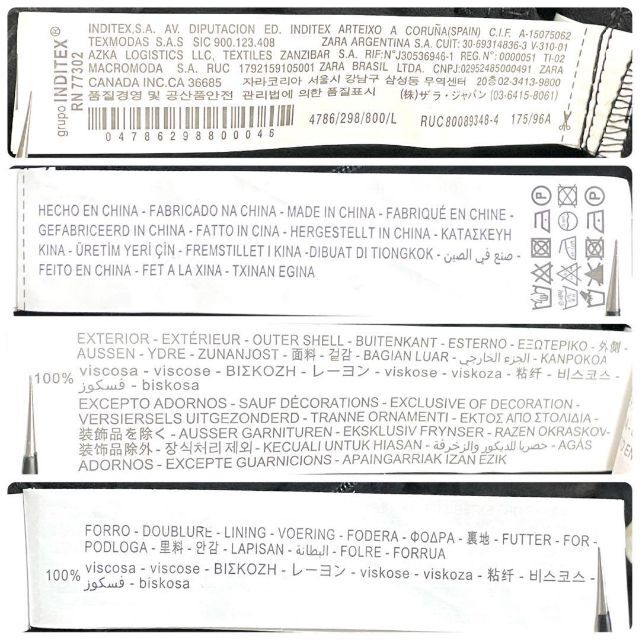 grupo INDITEX
RN 77302
INDITEX,S.A. AV. DIPUTACION ED. INDITEX ARTEIXO A CORUÑA(SPAIN) C.I.F. A-15075062
TEXMODAS S.A.S SIC 900.123.408 ZARA ARGENTINA S.A. CUIT: 30-69314836-3 V-310-01
AZKA LOGISTICS LLC, TEXTILES ZANZIBAR S.A. RIF:N°J30536946-1 REG.N°: 0000051 TI-02
MACROMODA S.A. RUC 1792159105001 ZARA BRASIL LTDA. CNPJ:02952485000491 ZARA
CANADA INC.CA 36685 자라코리아 서울시 강남구 삼성동 무역센터 20층 02-3413-9800
품질경영 및 공산품안전 관리법에 의한 품질표시 (株)ザラ・ジャパン (03-6415-8061)
04786298800046 4786/298/800/L RUC80089348-4 175/96A
HECHO EN CHINA - FABRICADO NA CHINA - MADE IN CHINA - FABRIQUÉ EN CHINE -
GEFABRICEERD IN CHINA - FATTO IN CINA - HERGESTELLT IN CHINA - ΚΑΤΑΣΚΕΥΗ
ΚΙΝΑ - ÜRETİM YERİ ÇİN - FREMSTILLET I KINA -DIBUAT DI TIONGKOK - صنع في الصين -
FEITO EN CHINA - FET A LA XINA - TXINAN EGINA
EXTERIOR - EXTÉRIEUR - OUTER SHELL - BUITENKANT - ESTERNO - ΕΞΩΤΕΡΙΚΟ - 外側 -
AUSSEN - YDRE - ZUNANJOST - 面料 - 겉감 - BAGIAN LUAR - الجزء الخارجي - KANPOKOA
100% viscosa - viscose - ΒΙΣΚΟΖΗ - レーヨン - viskose - viskoza - 粘纤 - 비스코스 -
فسكوز - biskosa
EXCEPTO ADORNOS - SAUF DÉCORATIONS - EXCLUSIVE OF DECORATION -
VERSIERSELS UITGEZONDERD - TRANNE ORNAMENTI - ΕΚΤΟΣ ΑΠΟ ΣΤΟΛΙΔΙΑ -
装飾品を除く - AUSSER GARNITUREN - EKSKLUSIV FRYNSER - RAZEN OKRASKOV-
装饰品除外 - 장식처리 제외 - KECUALI UNTUK HIASAN - حصريا للديكور والزخرفة - AGÁS
ADORNOS - EXCEPTE GUARNICIONS - APAINGARRIAK IZAN EZIK
FORRO - DOUBLURE - LINING - VOERING - FODERA - ΦΟΔΡΑ - 裏地 - FUTTER - FOR -
PODLOGA - 里料 - 안감 - LAPISAN - البطانة - FOLRE - FORRUA
100% viscosa - viscose - ΒΙΣΚΟΖΗ - レーヨン - viskose - viskoza - 粘纤 - 비스코스 -
فسكوز - biskosa